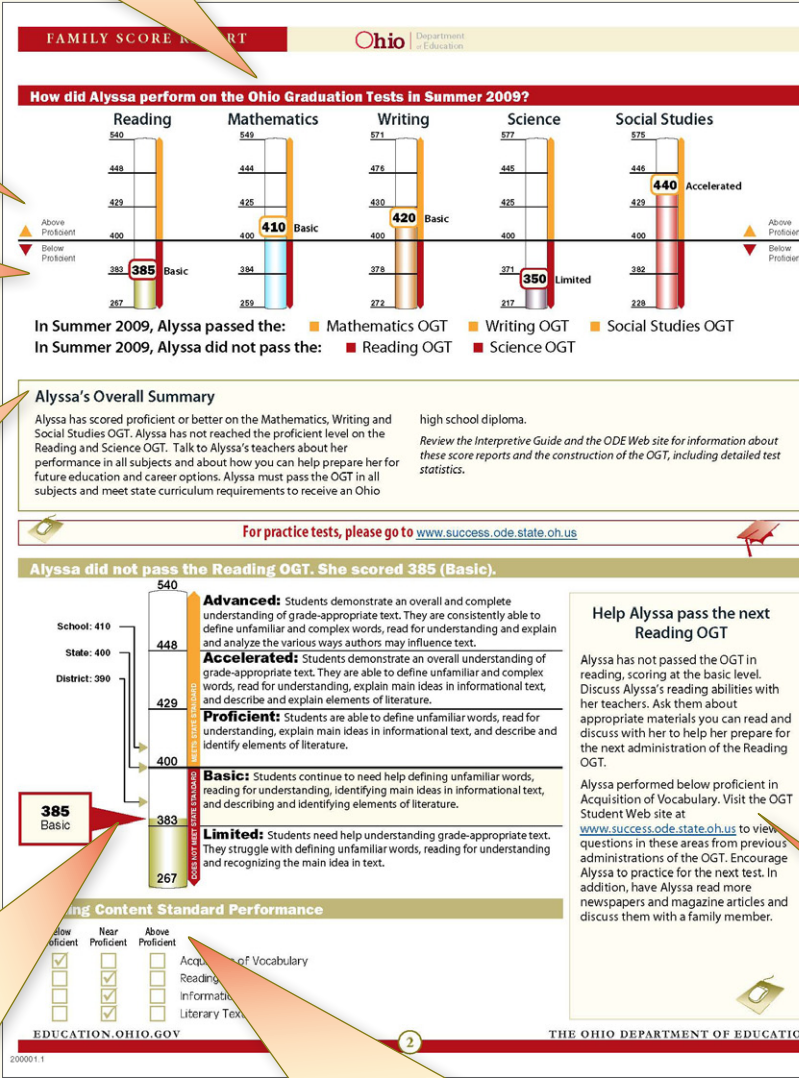 FAMILY SCORE REPORT
Ohio Department of Education
How did Alyssa perform on the Ohio Graduation Tests in Summer 2009?
Reading Mathematics Writing Science Social Studies
540 549 571 577 575
448 444 476 445 446
440 Accelerated
429 425 430 425 429
420 Basic
410 Basic
Above Proficient
400 400 400 400 400
Below Proficient
383 385 Basic 384 378 371 382
350 Limited
267 259 272 217 228
In Summer 2009, Alyssa passed the: Mathematics OGT Writing OGT Social Studies OGT
In Summer 2009, Alyssa did not pass the: Reading OGT Science OGT
Alyssa's Overall Summary
Alyssa has scored proficient or better on the Mathematics, Writing and
Social Studies OGT. Alyssa has not reached the proficient level on the
Reading and Science OGT. Talk to Alyssa's teachers about her
performance in all subjects and about how you can help prepare her for
future education and career options. Alyssa must pass the OGT in all
subjects and meet state curriculum requirements to receive an Ohio
high school diploma.
Review the Interpretive Guide and the ODE Web site for information about
these score reports and the construction of the OGT, including detailed test
statistics.
For practice tests, please go to www.success.ode.state.oh.us
Alyssa did not pass the Reading OGT. She scored 385 (Basic).
School: 410
State: 400
District: 390
540
448
429
400
383
267
385
Basic
MEETS STATE STANDARD
DOES NOT MEET STATE STANDARD
Advanced: Students demonstrate an overall and complete
understanding of grade-appropriate text. They are consistently able to
define unfamiliar and complex words, read for understanding and explain
and analyze the various ways authors may influence text.
Accelerated: Students demonstrate an overall understanding of
grade-appropriate text. They are able to define unfamiliar and complex
words, read for understanding, explain main ideas in informational text,
and describe and explain elements of literature.
Proficient: Students are able to define unfamiliar words, read for
understanding, explain main ideas in informational text, and describe and
identify elements of literature.
Basic: Students continue to need help defining unfamiliar words,
reading for understanding, identifying main ideas in informational text,
and describing and identifying elements of literature.
Limited: Students need help understanding grade-appropriate text.
They struggle with defining unfamiliar words, reading for understanding
and recognizing the main idea in text.
Help Alyssa pass the next
Reading OGT
Alyssa has not passed the OGT in
reading, scoring at the basic level.
Discuss Alyssa's reading abilities with
her teachers. Ask them about
appropriate materials you can read and
discuss with her to help her prepare for
the next administration of the Reading
OGT.
Alyssa performed below proficient in
Acquisition of Vocabulary. Visit the OGT
Student Web site at
www.success.ode.state.oh.us to view
questions in these areas from previous
administrations of the OGT. Encourage
Alyssa to practice for the next test. In
addition, have Alyssa read more
newspapers and magazine articles and
discuss them with a family member.
Content Standard Performance
Near Above
Proficient Proficient
of Vocabulary
Reading
Literary
EDUCATION.OHIO.GOV
2
THE OHIO DEPARTMENT OF
200001.1